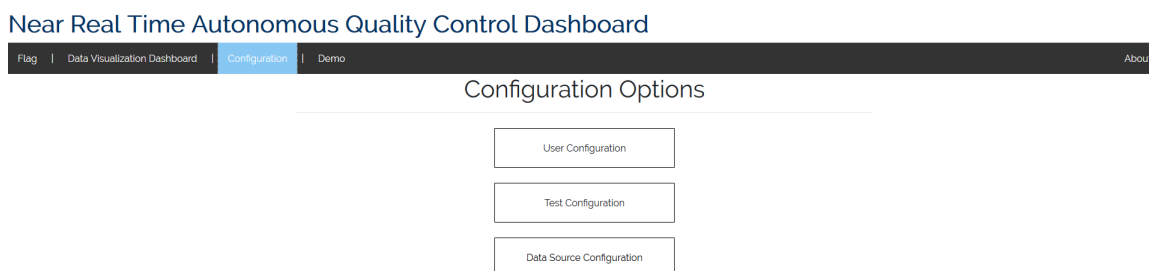 Near Real Time Autonomous Quality Control Dashboard
Flag | Data Visualization Dashboard | Configuration | Demo
Configuration Options
User Configuration
Test Configuration
Data Source Configuration